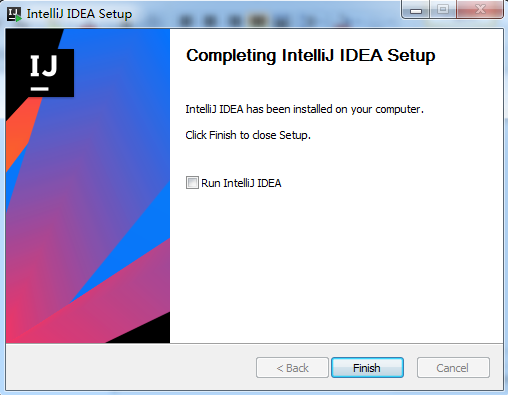 IntelliJ IDEA Setup
IJ
Completing IntelliJ IDEA Setup
IntelliJ IDEA has been installed on your computer.
Click Finish to close Setup.
Run IntelliJ IDEA
< Back
Finish
Cancel